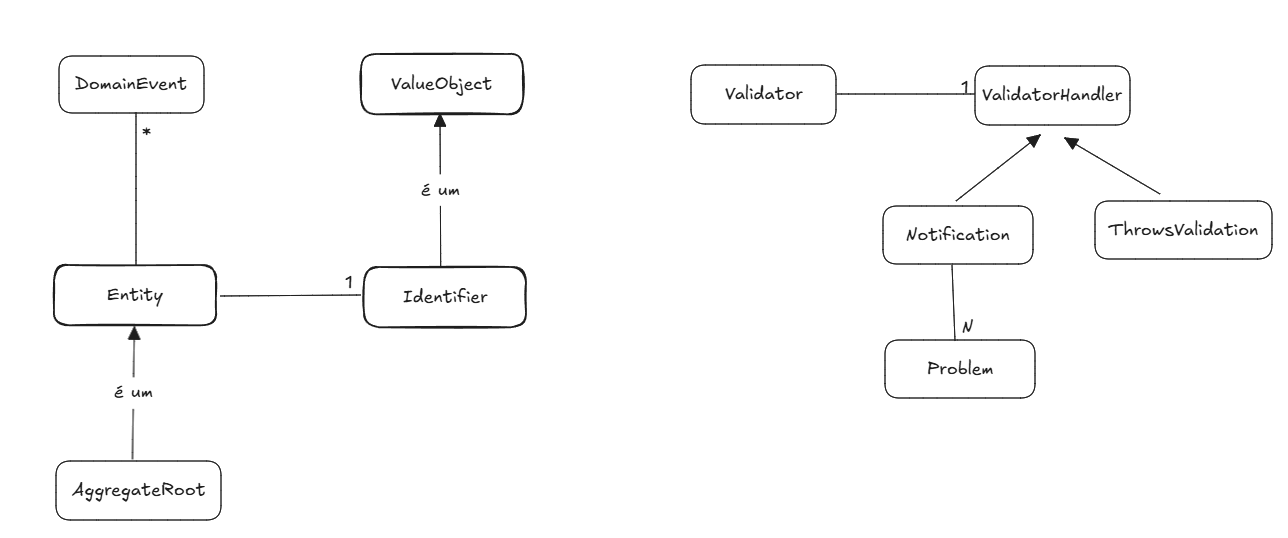 DomainEvent
*
ValueObject
é um
Entity
1
Identifier
é um
AggregateRoot
Validator
1
ValidatorHandler
Notification
ThrowsValidation
N
Problem